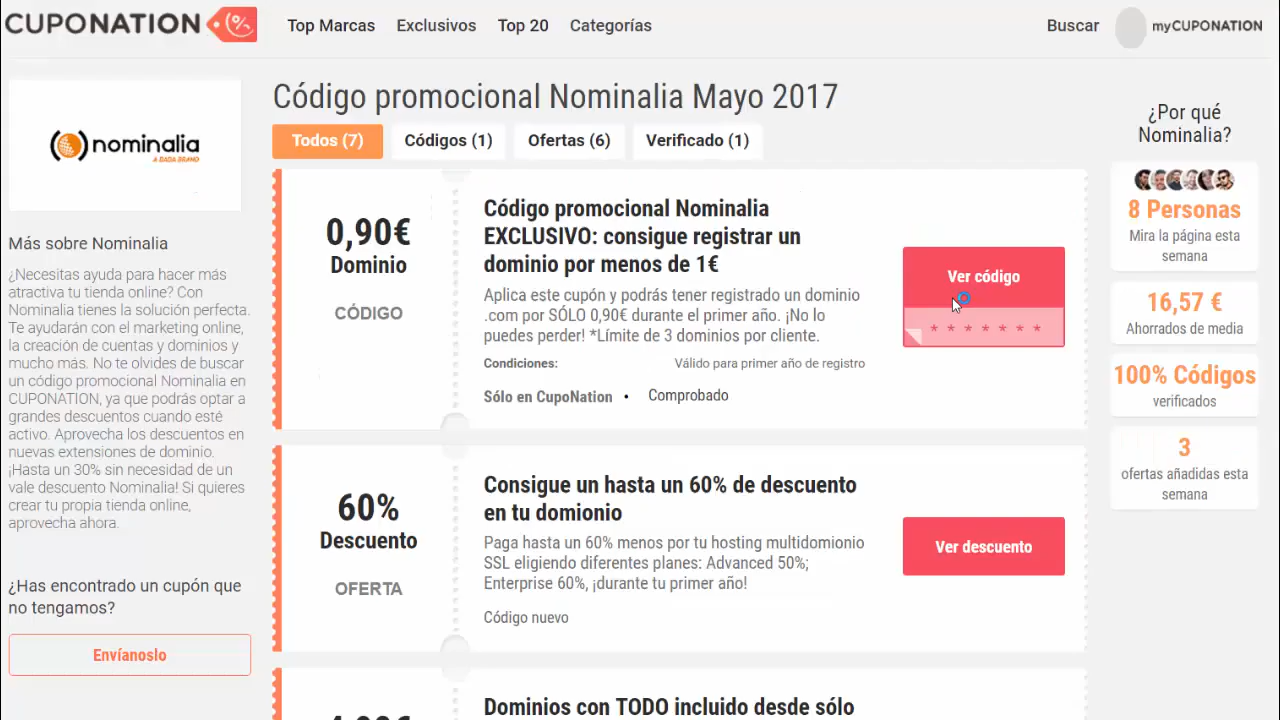 CUPONATION
Top Marcas Exclusivos Top 20 Categorías
Buscar
myCUPONATION
nominalia
A DADA BRAND
Más sobre Nominalia
¿Necesitas ayuda para hacer más
atractiva tu tienda online? Con
Nominalia tienes la solución perfecta.
Te ayudarán con el marketing online,
la creación de cuentas y dominios y
mucho más. No te olvides de buscar
un código promocional Nominalia en
CUPONATION, ya que podrás optar a
grandes descuentos cuando esté
activo. Aprovecha los descuentos en
nuevas extensiones de dominio.
¡Hasta un 30% sin necesidad de un
vale descuento Nominalia! Si quieres
crear tu propia tienda online,
aprovecha ahora.
¿Has encontrado un cupón que
no tengamos?
Envíanoslo
Código promocional Nominalia Mayo 2017
Todos (7) Códigos (1) Ofertas (6) Verificado (1)
0,90€
Dominio
CÓDIGO
Código promocional Nominalia
EXCLUSIVO: consigue registrar un
dominio por menos de 1€
Aplica este cupón y podrás tener registrado un dominio
.com por SÓLO 0,90€ durante el primer año. ¡No lo
puedes perder! *Límite de 3 dominios por cliente.
Condiciones: Válido para primer año de registro
Sólo en CupoNation • Comprobado
Ver código
* * * * * * *
60%
Descuento
OFERTA
Consigue un hasta un 60% de descuento
en tu domionio
Paga hasta un 60% menos por tu hosting multidomionio
SSL eligiendo diferentes planes: Advanced 50%;
Enterprise 60%, ¡durante tu primer año!
Código nuevo
Ver descuento
Dominios con TODO incluido desde sólo
¿Por qué
Nominalia?
8 Personas
Mira la página esta
semana
16,57 €
Ahorrados de media
100% Códigos
verificados
3
ofertas añadidas esta
semana